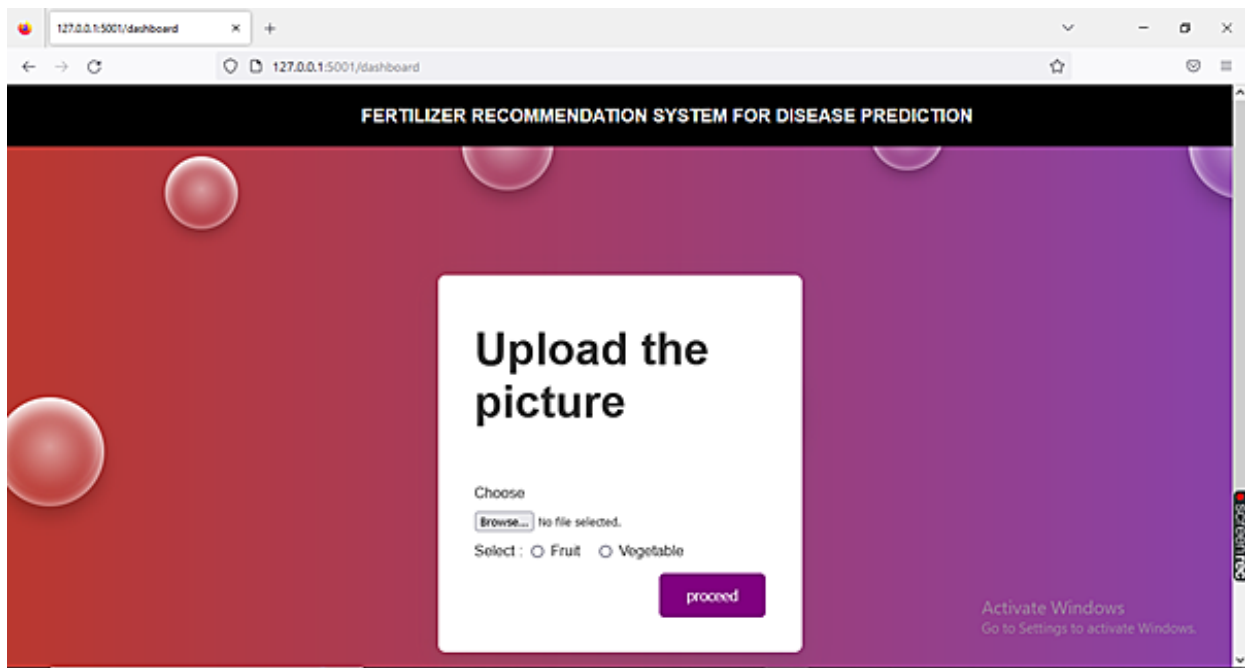 127.0.0.1:5001/dashboard
127.0.0.1:5001/dashboard
FERTILIZER RECOMMENDATION SYSTEM FOR DISEASE PREDICTION
Upload the
picture
Choose
Browse... No file selected.
Select : Fruit Vegetable
proceed
Activate Windows
Go to Settings to activate Windows.
screenrec